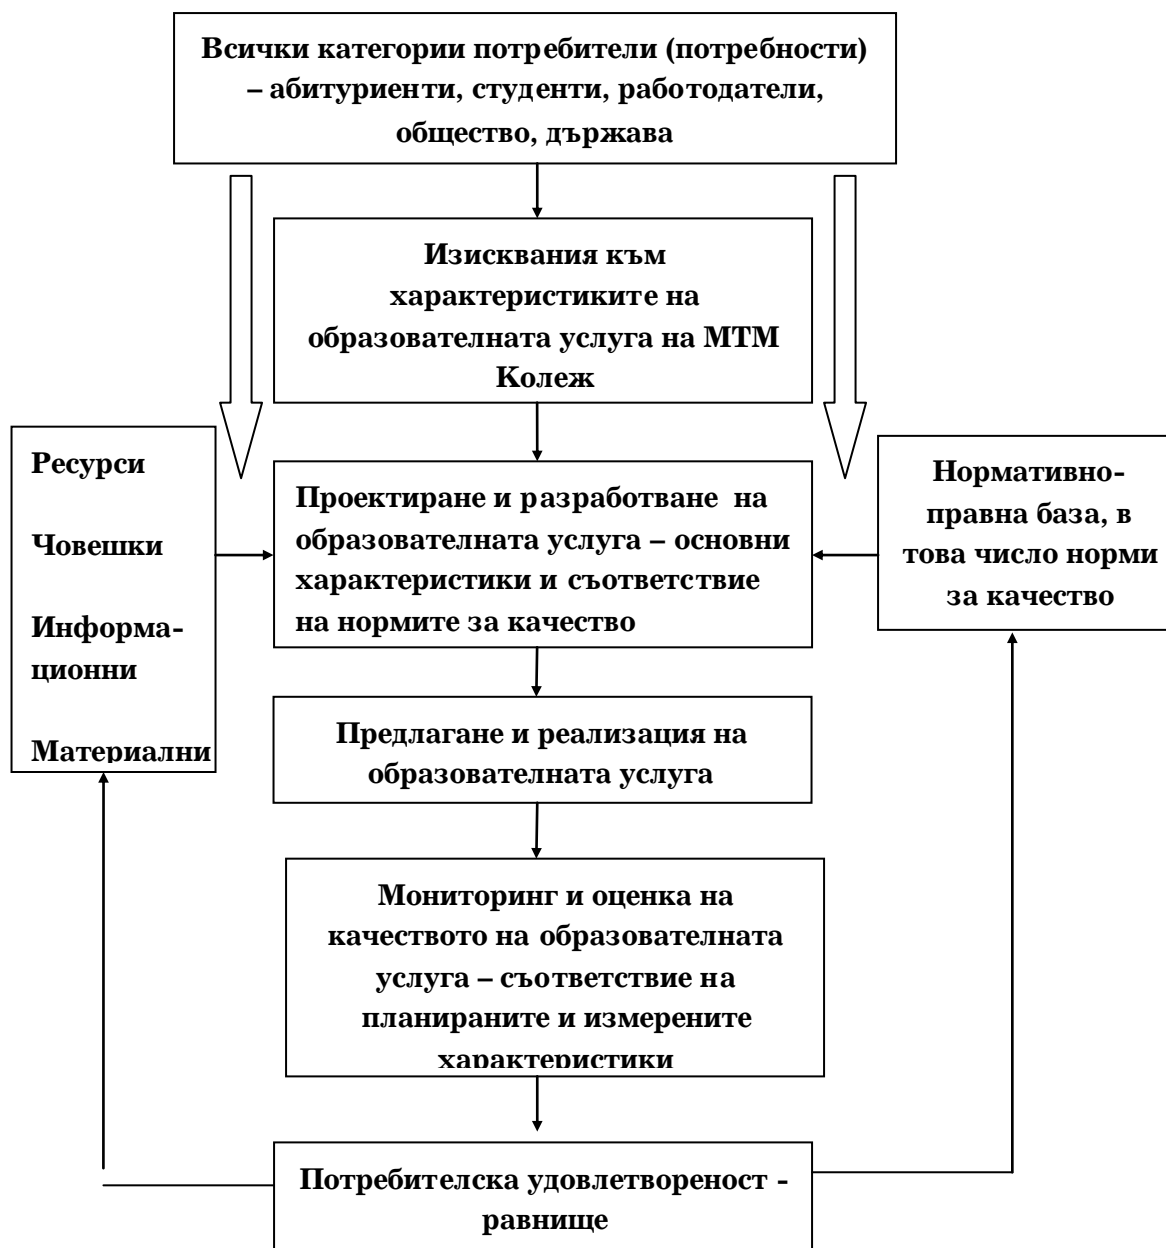 Всички категории потребители (потребности)
– абитуриенти, студенти, работодатели,
общество, държава
Изисквания към
характеристиките на
образователната услуга на МТМ
Колеж
Ресурси
Човешки
Информа-
ционни
Материални
Проектиране и разработване на
образователната услуга – основни
характеристики и съответствие
на нормите за качество
Нормативно-
правна база, в
това число норми
за качество
Предлагане и реализация на
образователната услуга
Мониторинг и оценка на
качеството на образователната
услуга – съответствие на
планираните и измерените
характеристики
Потребителска удовлетвореност -
равнище